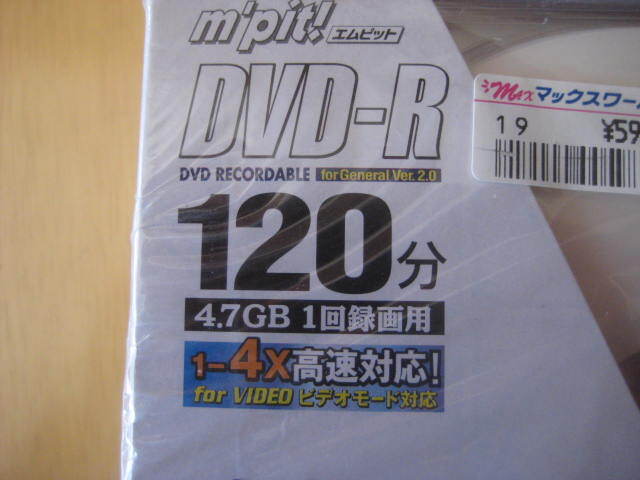 m'pit! エムピット
DVD-R
DVD RECORDABLE for General Ver. 2.0
120分
4.7GB 1回録画用
1-4X高速対応!
for VIDEO ビデオモード対応
Max マックスワー
19 ¥59